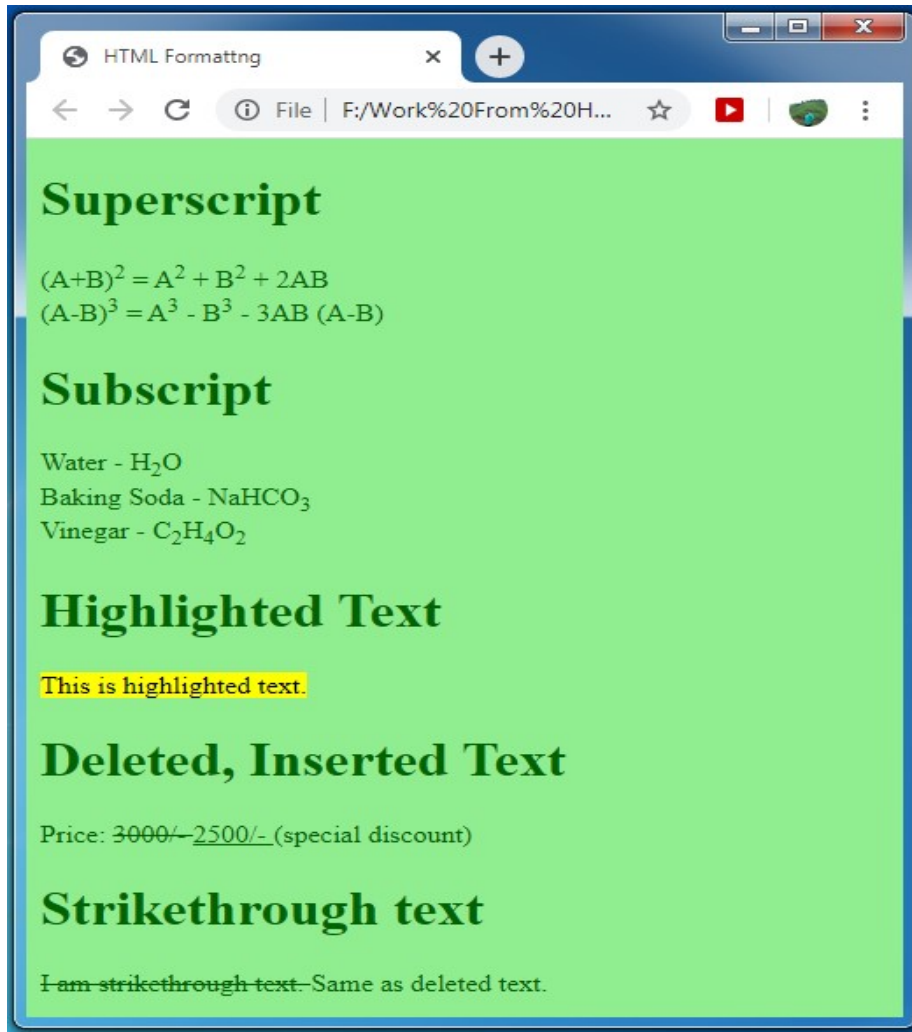 HTML Formattng
File | F:/Work%20From%20H...
Superscript
(A+B)² = A² + B² + 2AB
(A-B)³ = A³ - B³ - 3AB (A-B)
Subscript
Water - H₂O
Baking Soda - NaHCO₃
Vinegar - C₂H₄O₂
Highlighted Text
This is highlighted text.
Deleted, Inserted Text
Price: 3000/- 2500/- (special discount)
Strikethrough text
I am strikethrough text. Same as deleted text.